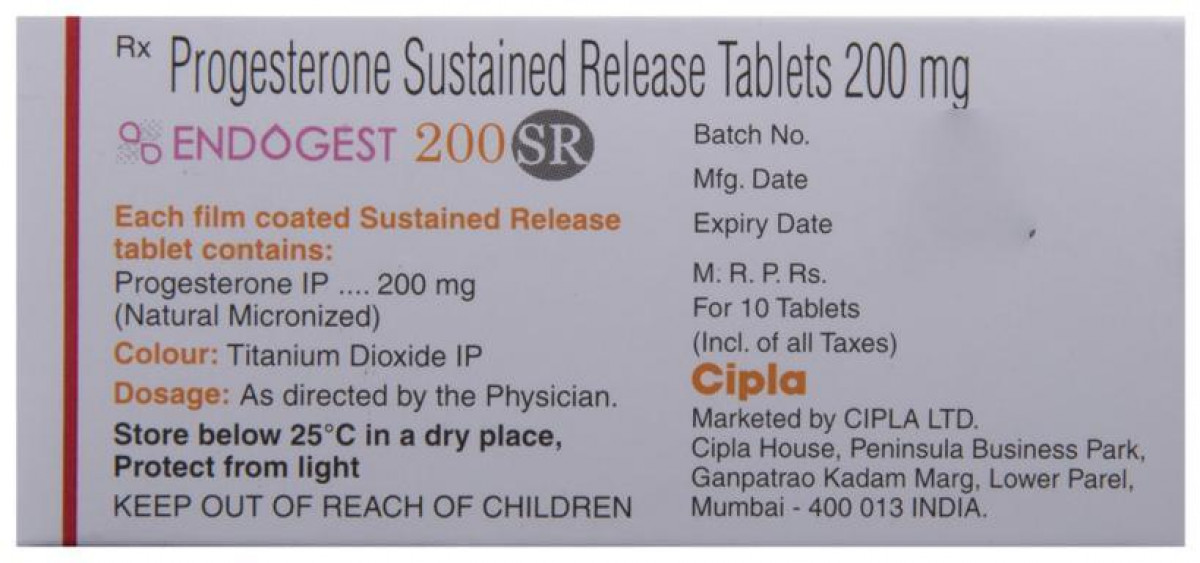 Rx Progesterone Sustained Release Tablets 200 mg
ENDOGEST 200 SR
Each film coated Sustained Release
tablet contains:
Progesterone IP .... 200 mg
(Natural Micronized)
Colour: Titanium Dioxide IP
Dosage: As directed by the Physician.
Store below 25°C in a dry place,
Protect from light
KEEP OUT OF REACH OF CHILDREN
Batch No.
Mfg. Date
Expiry Date
M. R. P. Rs.
For 10 Tablets
(Incl. of all Taxes)
Cipla
Marketed by CIPLA LTD.
Cipla House, Peninsula Business Park,
Ganpatrao Kadam Marg, Lower Parel,
Mumbai - 400 013 INDIA.